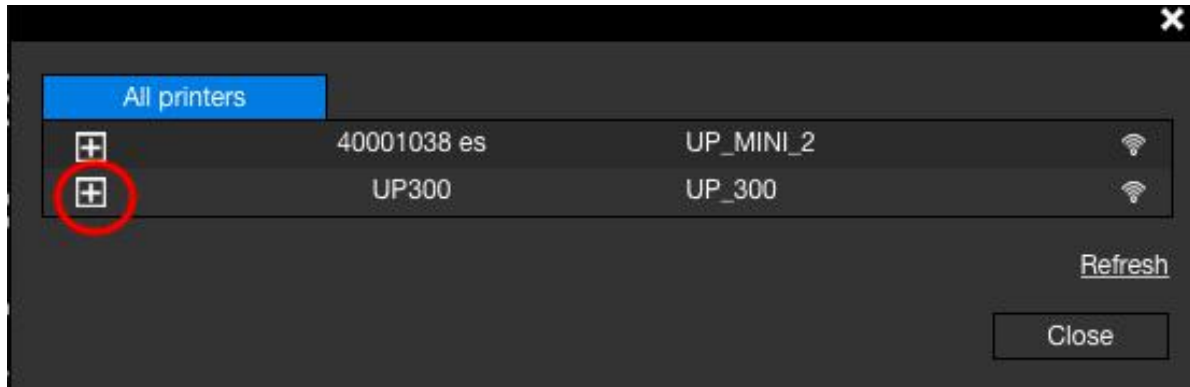 All printers
40001038 es UP_MINI_2
UP300 UP_300
Refresh
Close